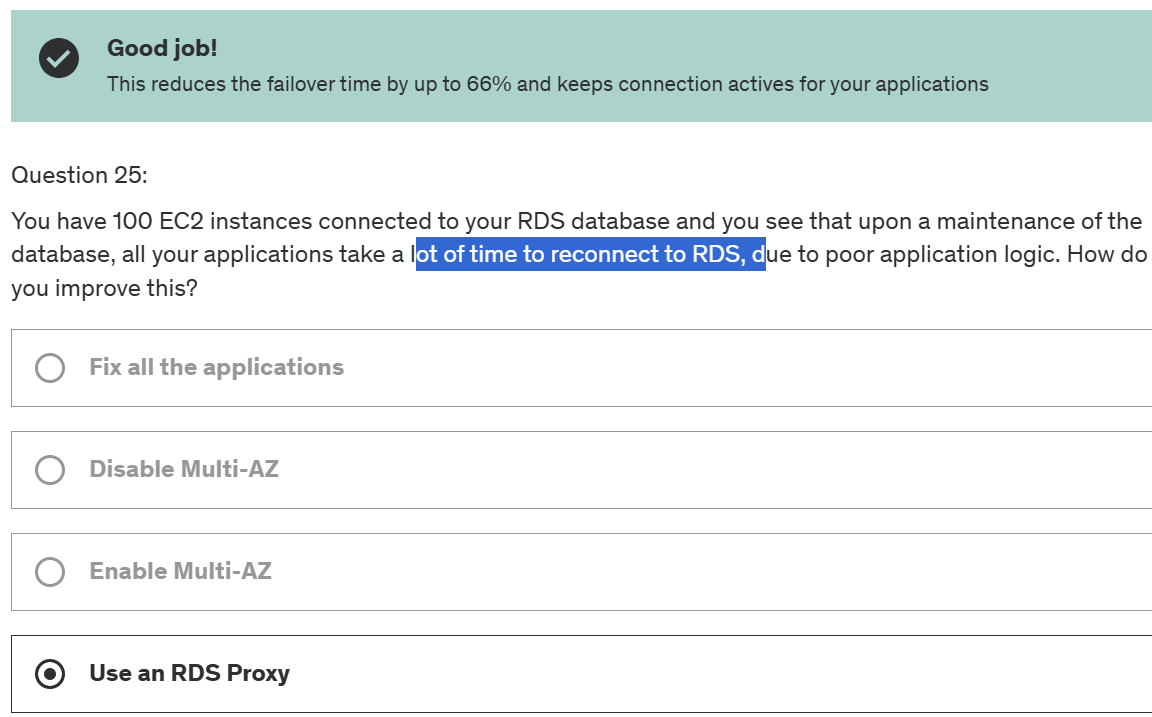 Good job!
This reduces the failover time by up to 66% and keeps connection actives for your applications
Question 25:
You have 100 EC2 instances connected to your RDS database and you see that upon a maintenance of the
database, all your applications take a lot of time to reconnect to RDS, due to poor application logic. How do
you improve this?
Fix all the applications
Disable Multi-AZ
Enable Multi-AZ
Use an RDS Proxy